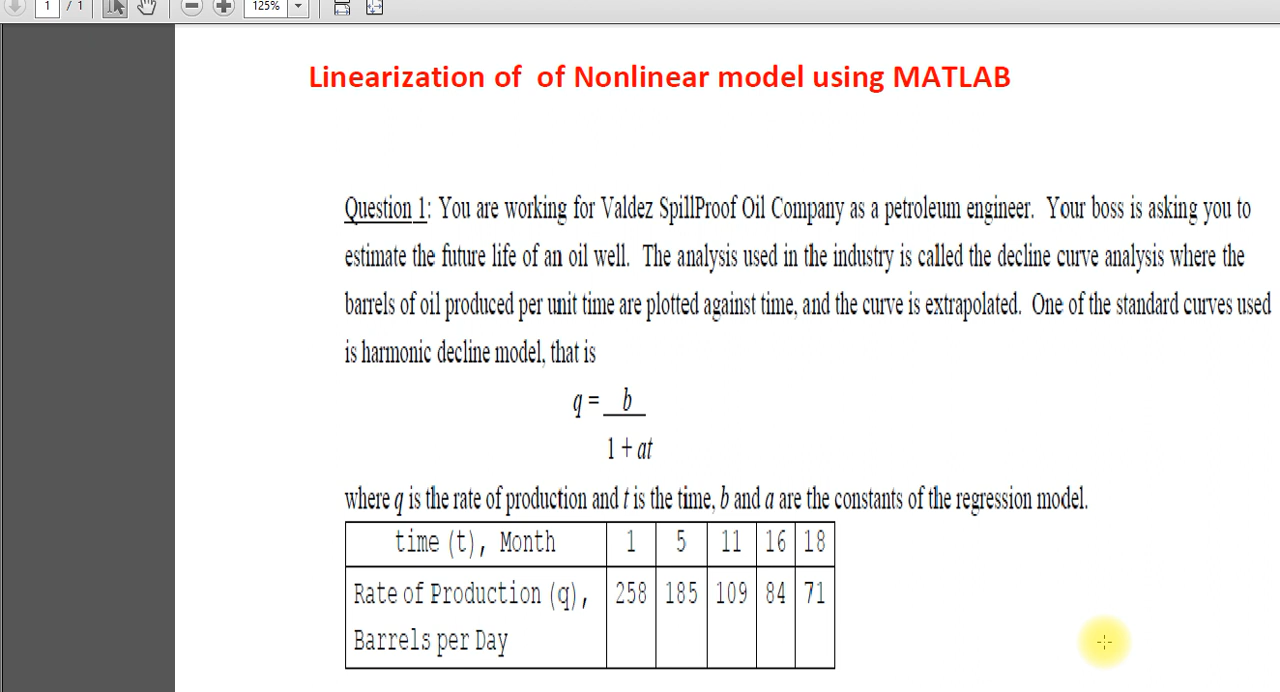 1 / 1 125%
Linearization of of Nonlinear model using MATLAB
Question 1: You are working for Valdez SpillProof Oil Company as a petroleum engineer. Your boss is asking you to
estimate the future life of an oil well. The analysis used in the industry is called the decline curve analysis where the
barrels of oil produced per unit time are plotted against time, and the curve is extrapolated. One of the standard curves used
is harmonic decline model, that is
q = b
1 + at
where q is the rate of production and t is the time, b and a are the constants of the regression model.
time (t), Month 1 5 11 16 18
Rate of Production (q), 258 185 109 84 71
Barrels per Day